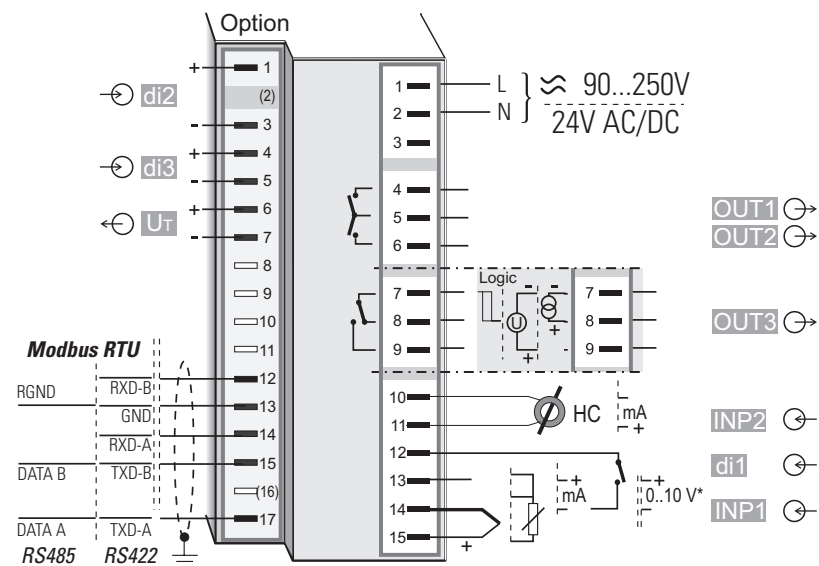 Option
+ 1
(2)
di2
- 3
+ 4
di3
- 5
+ 6
UT
- 7
8
9
10
11
Modbus RTU
RGND RXD-B 12
GND 13
RXD-A 14
DATA B TXD-B 15
(16)
DATA A TXD-A 17
RS485 RS422
1 L
2 N
3
} ≈ 90...250V
24V AC/DC
4
5
6
OUT1
OUT2
Logic
7 U - - + + 7
8 8
9 - 9
OUT3
10
11
HC
mA
- +
INP2
12
di1
13
14
15
+
+ mA -
+ - 0..10 V*
INP1